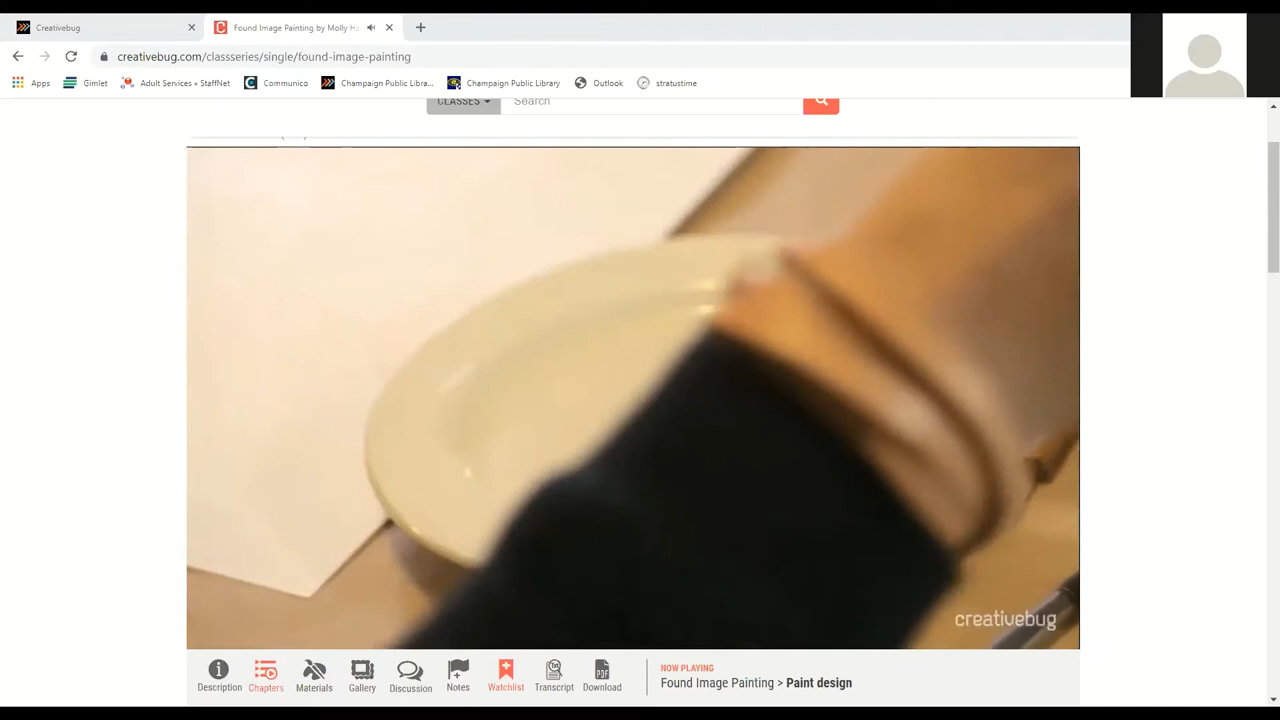 Creativebug
Found Image Painting by Molly Ha
creativebug.com/classseries/single/found-image-painting
Apps Gimlet Adult Services « StaffNet Communico Champaign Public Libra... Champaign Public Library Outlook stratustime
CLASSES Search
creativebug
Description Chapters Materials Gallery Discussion Notes Watchlist Transcript Download
NOW PLAYING
Found Image Painting > Paint design